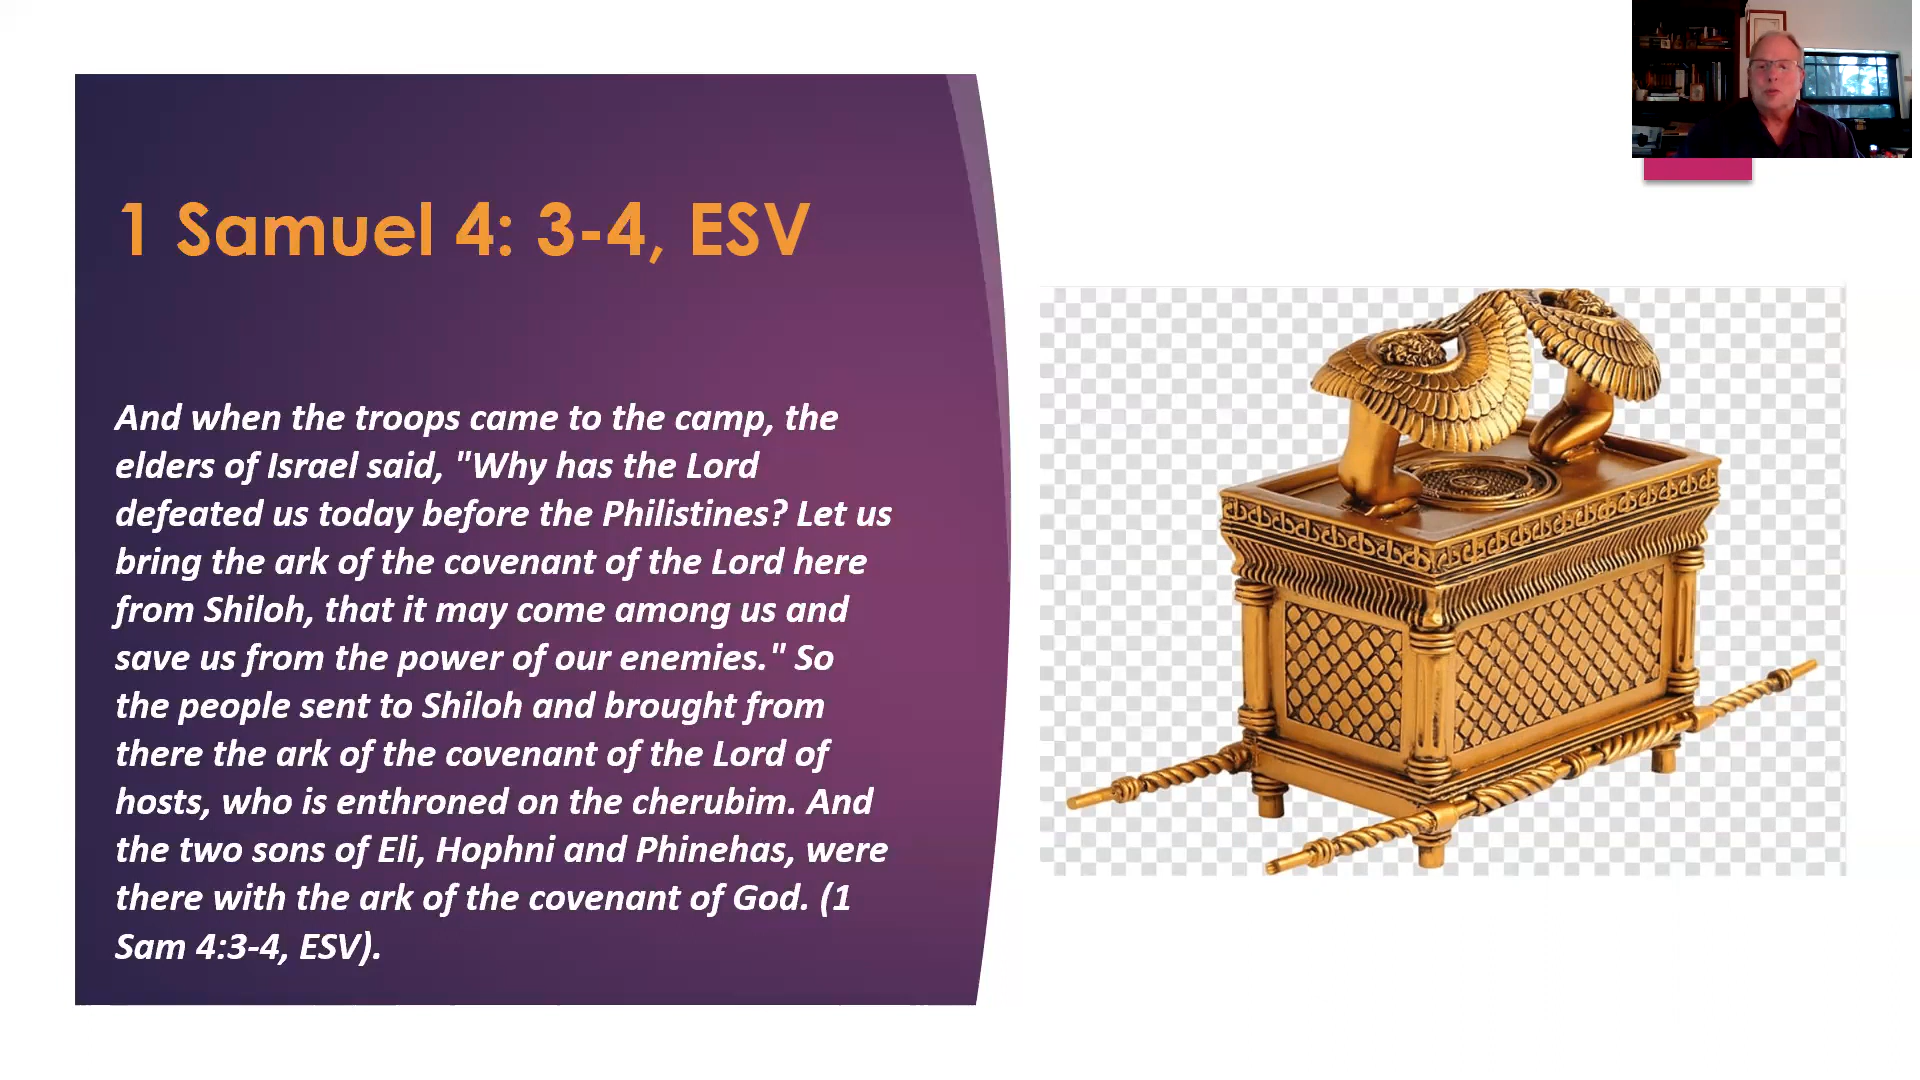 1 Samuel 4: 3-4, ESV
And when the troops came to the camp, the
elders of Israel said, "Why has the Lord
defeated us today before the Philistines? Let us
bring the ark of the covenant of the Lord here
from Shiloh, that it may come among us and
save us from the power of our enemies." So
the people sent to Shiloh and brought from
there the ark of the covenant of the Lord of
hosts, who is enthroned on the cherubim. And
the two sons of Eli, Hophni and Phinehas, were
there with the ark of the covenant of God. (1
Sam 4:3-4, ESV).